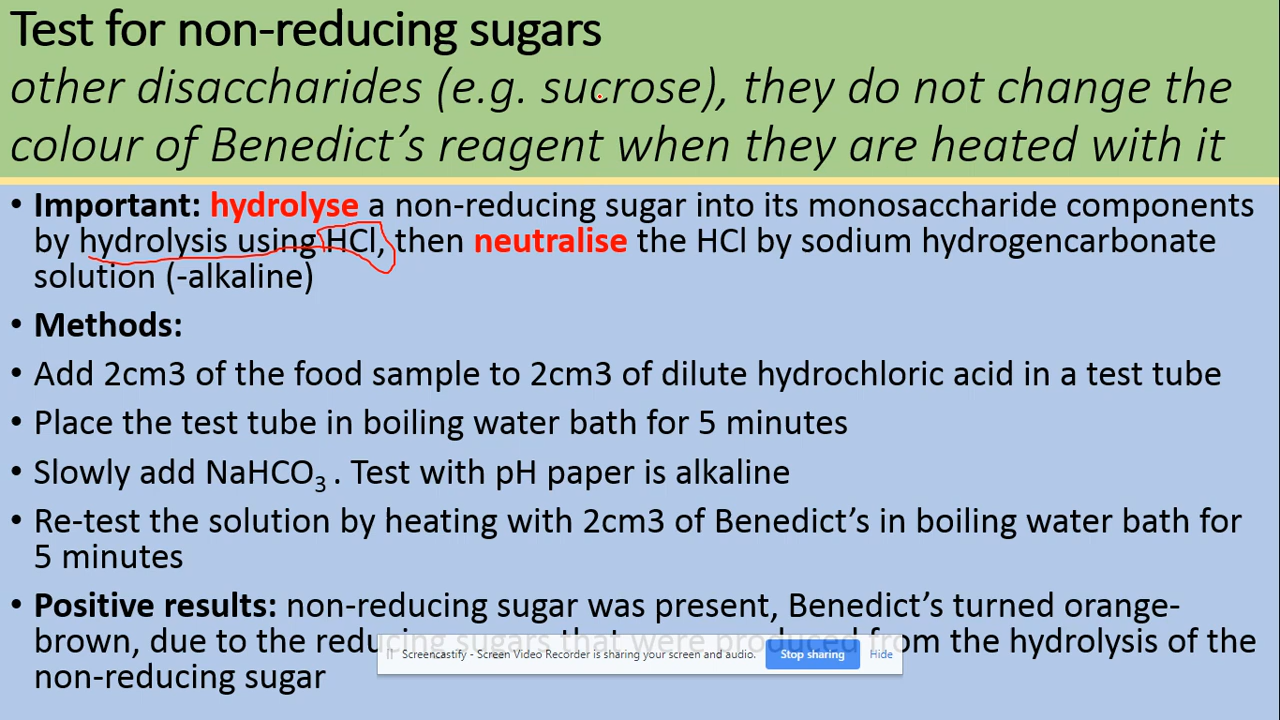 Test for non-reducing sugars
other disaccharides (e.g. sucrose), they do not change the
colour of Benedict's reagent when they are heated with it
• Important: hydrolyse a non-reducing sugar into its monosaccharide components
by hydrolysis using HCl, then neutralise the HCl by sodium hydrogencarbonate
solution (-alkaline)
• Methods:
• Add 2cm3 of the food sample to 2cm3 of dilute hydrochloric acid in a test tube
• Place the test tube in boiling water bath for 5 minutes
• Slowly add NaHCO₃ . Test with pH paper is alkaline
• Re-test the solution by heating with 2cm3 of Benedict's in boiling water bath for
5 minutes
• Positive results: non-reducing sugar was present, Benedict's turned orange-
brown, due to the reducing sugars that were produced from the hydrolysis of the
non-reducing sugar
Screencastify - Screen Video Recorder is sharing your screen and audio. Stop sharing Hide